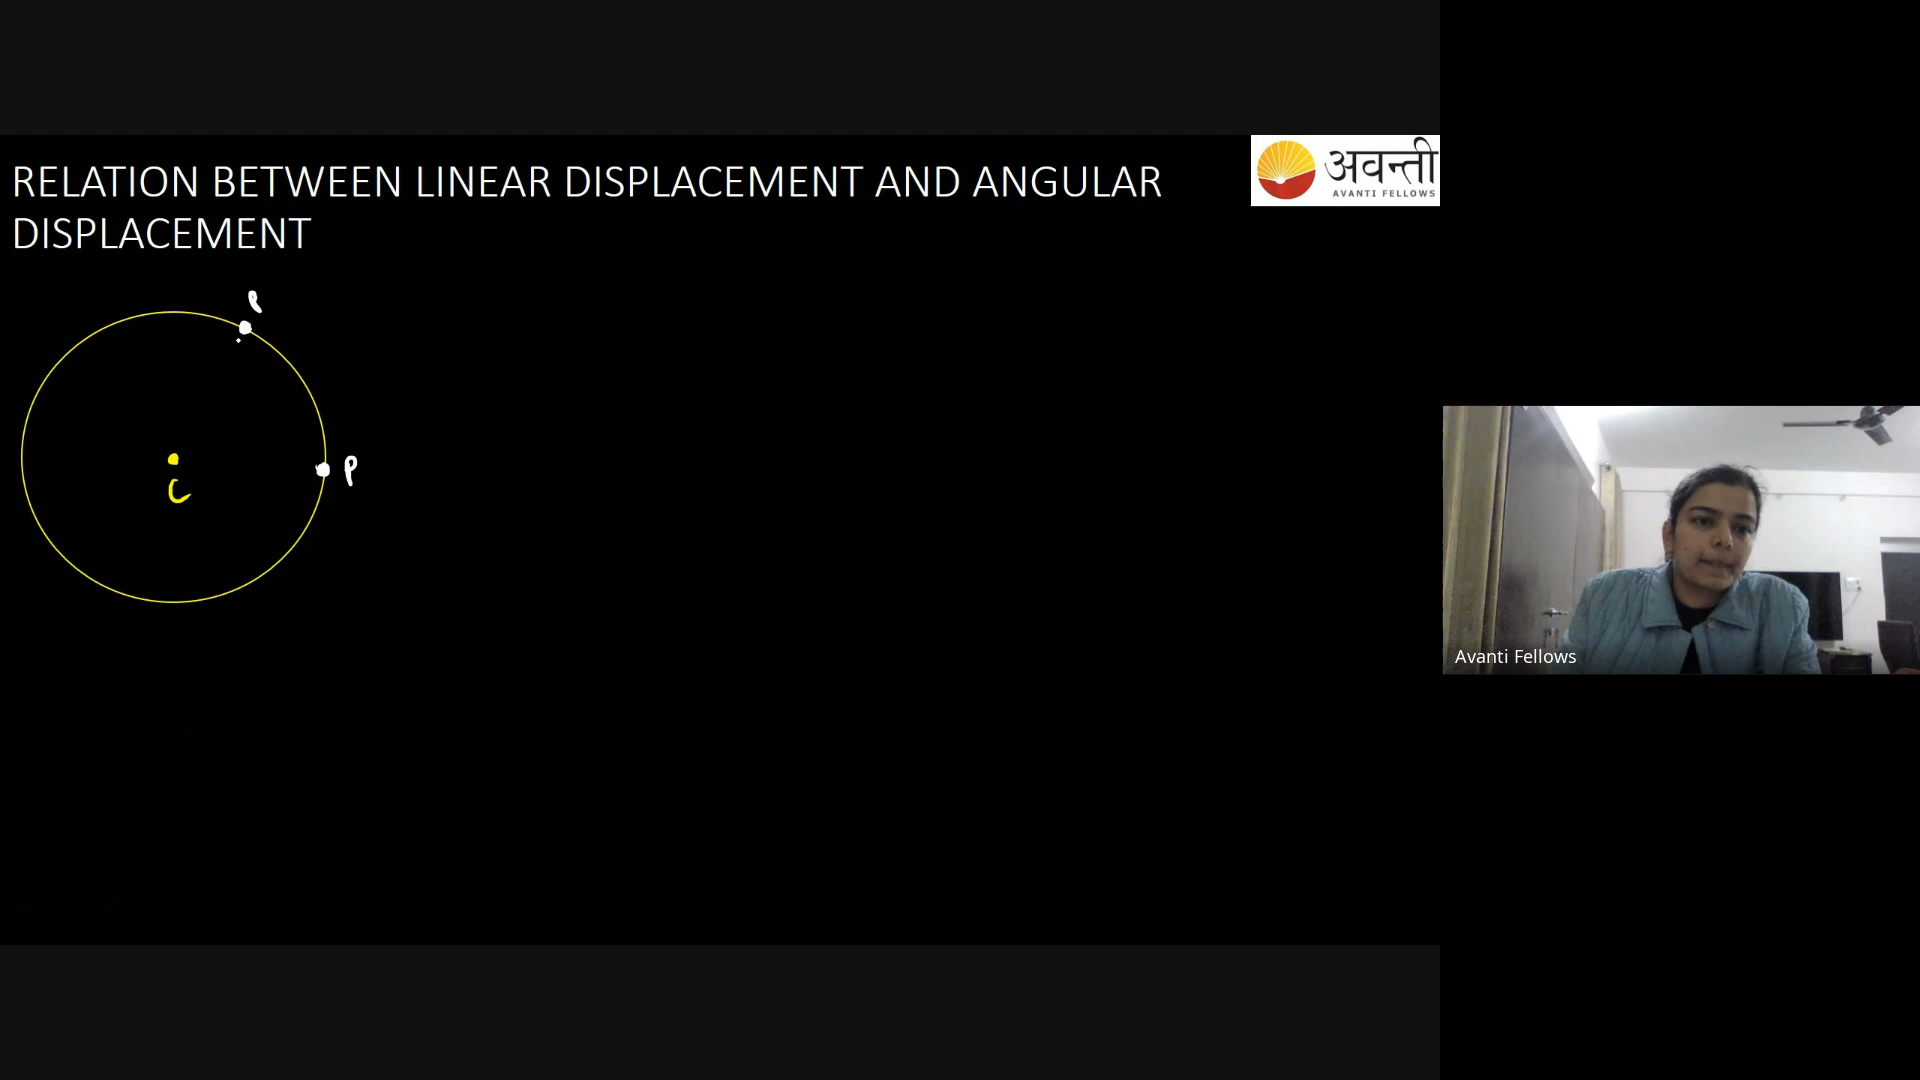 अवन्ती
AVANTI FELLOWS
RELATION BETWEEN LINEAR DISPLACEMENT AND ANGULAR
DISPLACEMENT
P
C
Avanti Fellows